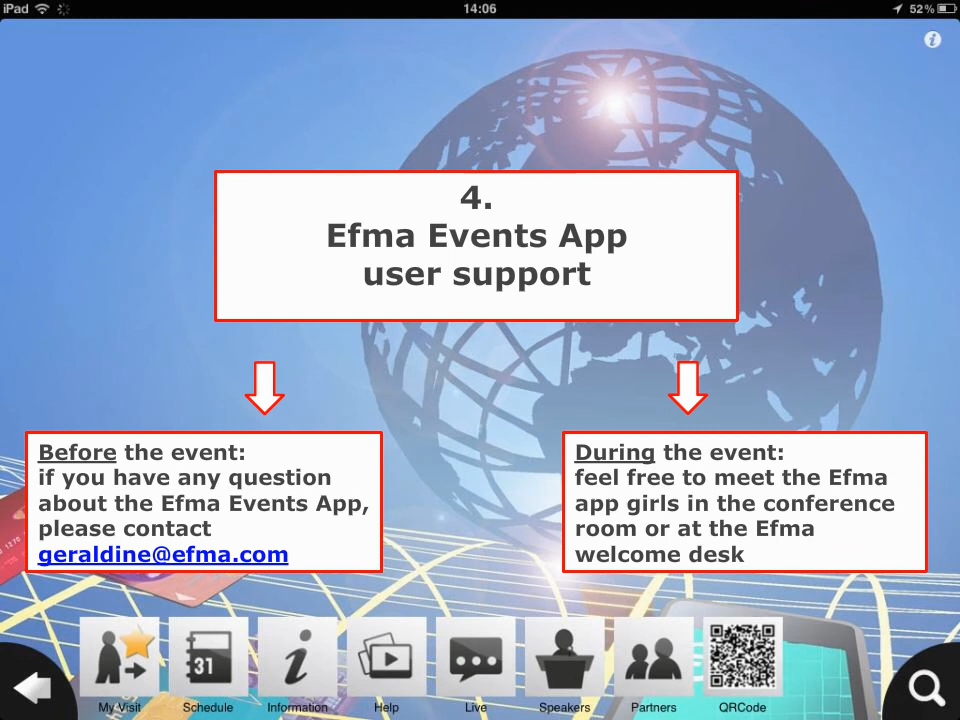 iPad
14:06
52%
4.
Efma Events App
user support
Before the event:
if you have any question
about the Efma Events App,
please contact
geraldine@efma.com
During the event:
feel free to meet the Efma
app girls in the conference
room or at the Efma
welcome desk
31
My Visit
Schedule
Information
Help
Live
Speakers
Partners
QRCode